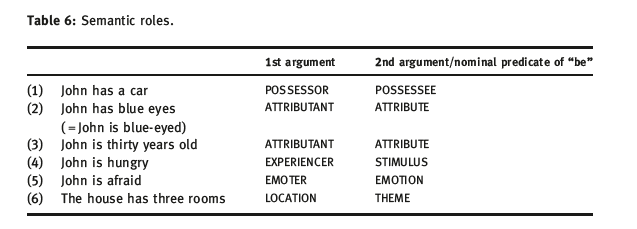 Table 6: Semantic roles.
1st argument 2nd argument/nominal predicate of “be”
(1) John has a car POSSESSOR POSSESSEE
(2) John has blue eyes ATTRIBUTANT ATTRIBUTE
(=John is blue-eyed)
(3) John is thirty years old ATTRIBUTANT ATTRIBUTE
(4) John is hungry EXPERIENCER STIMULUS
(5) John is afraid EMOTER EMOTION
(6) The house has three rooms LOCATION THEME